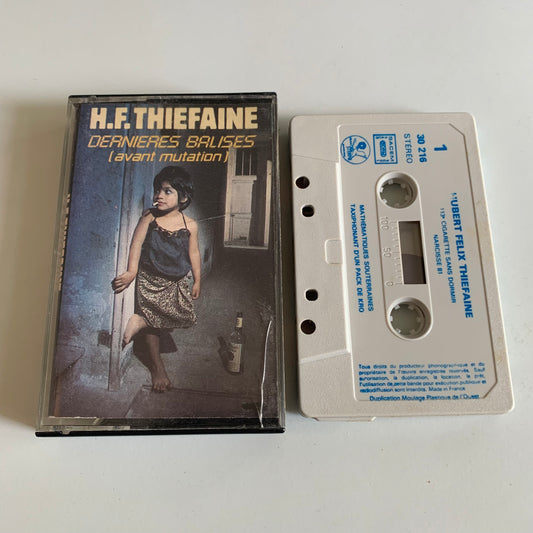 H.F. THIEFAINE
DERNIERES BALISES
(avant mutation)
1
SACEM
30 216
STÉRÉO
HUBERT FELIX THIEFAINE
113e CIGARETTE SANS DORMIR
NARCISSE 81
MATHEMATIQUES SOUTERRAINES
TAXIPHONANT D'UN PACK DE KRO
100 50 0
Tous droits du producteur phonographique et du
propriétaire de l'œuvre enregistrée réservés. Sauf
autorisation, la duplication, la location, le prêt,
l'utilisation de cette bande pour exécution publique et
radiodiffusion sont interdits. Made in France
Duplication Moulage Plastique de l'Ouest